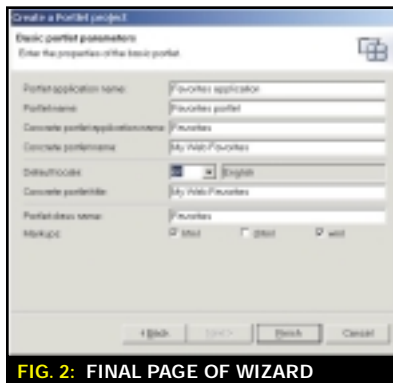 Create a Portlet project
Basic portlet parameters
Enter the properties of the basic portlet.
Portlet application name: Favorites application
Portlet name: Favorites portlet
Concrete portlet application name: Favorites
Concrete portlet name: My Web Favorites
Default locale: en English
Concrete portlet title: My Web Favorites
Portlet class name: Favorites
Markups: html wml
< Back Next > Finish Cancel
FIG. 2: FINAL PAGE OF WIZARD